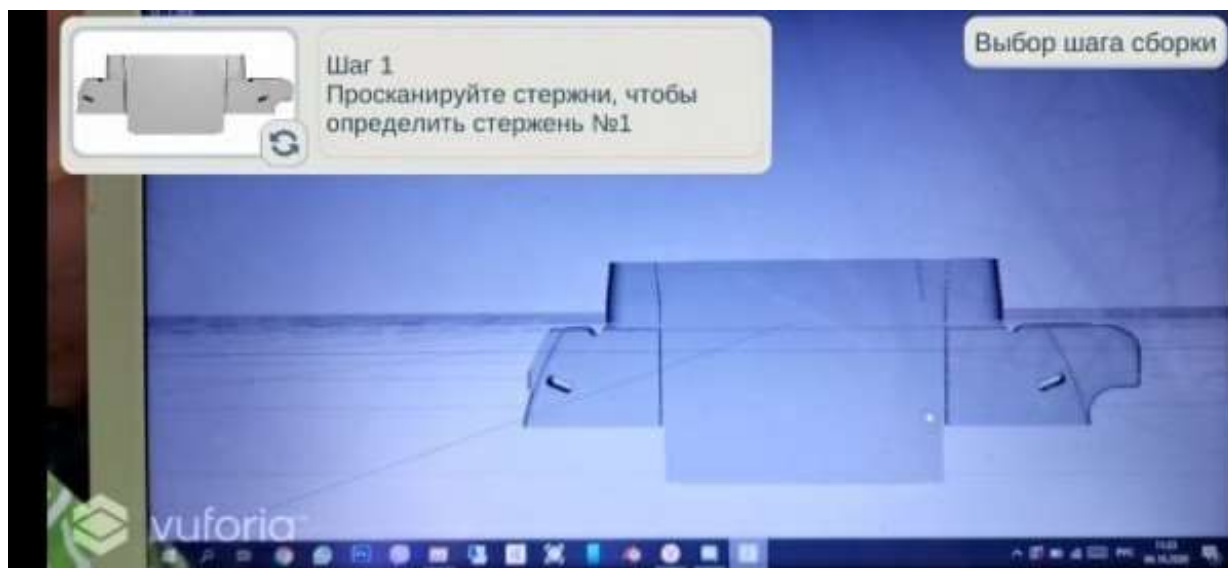 Шаг 1
Просканируйте стержни, чтобы
определить стержень №1
Выбор шага сборки
vuforia